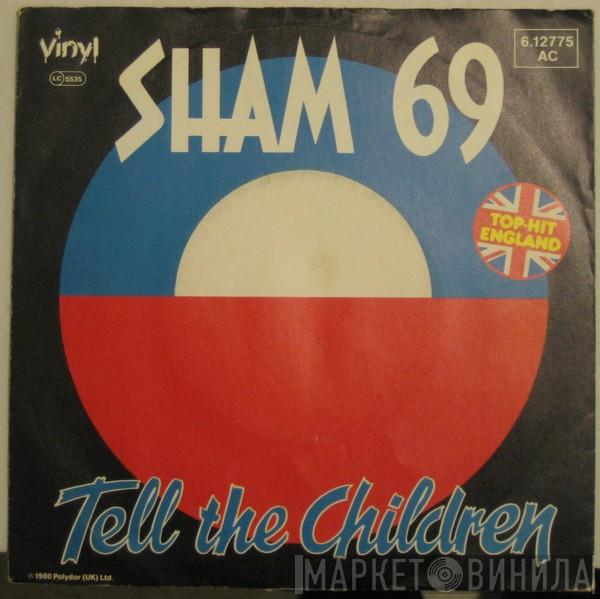 Vinyl
LC 5535
SHAM 69
6.12775
AC
TOP-HIT
ENGLAND
Tell the Children
℗ 1980 Polydor (UK) Ltd.
МАРКЕТ ВИНИЛА